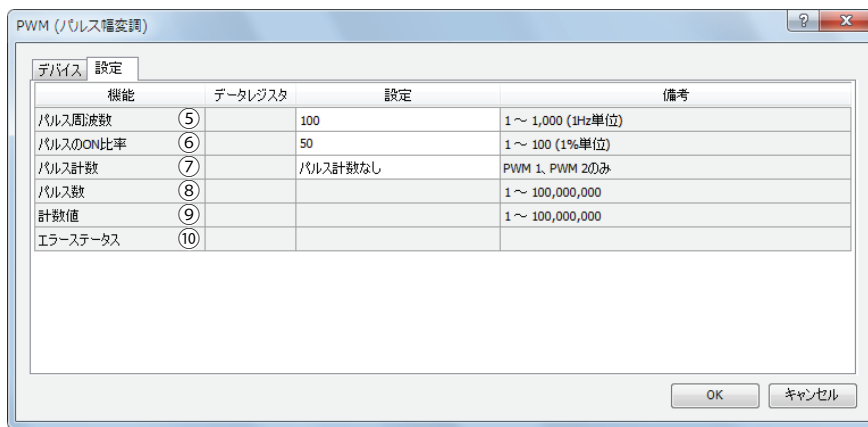 PWM (パルス幅変調)
デバイス 設定
機能 データレジスタ 設定 備考
パルス周波数 ⑤ 100 1～1,000 (1Hz単位)
パルスのON比率 ⑥ 50 1～100 (1%単位)
パルス計数 ⑦ パルス計数なし PWM 1、PWM 2のみ
パルス数 ⑧ 1～100,000,000
計数値 ⑨ 1～100,000,000
エラーステータス ⑩
OK キャンセル